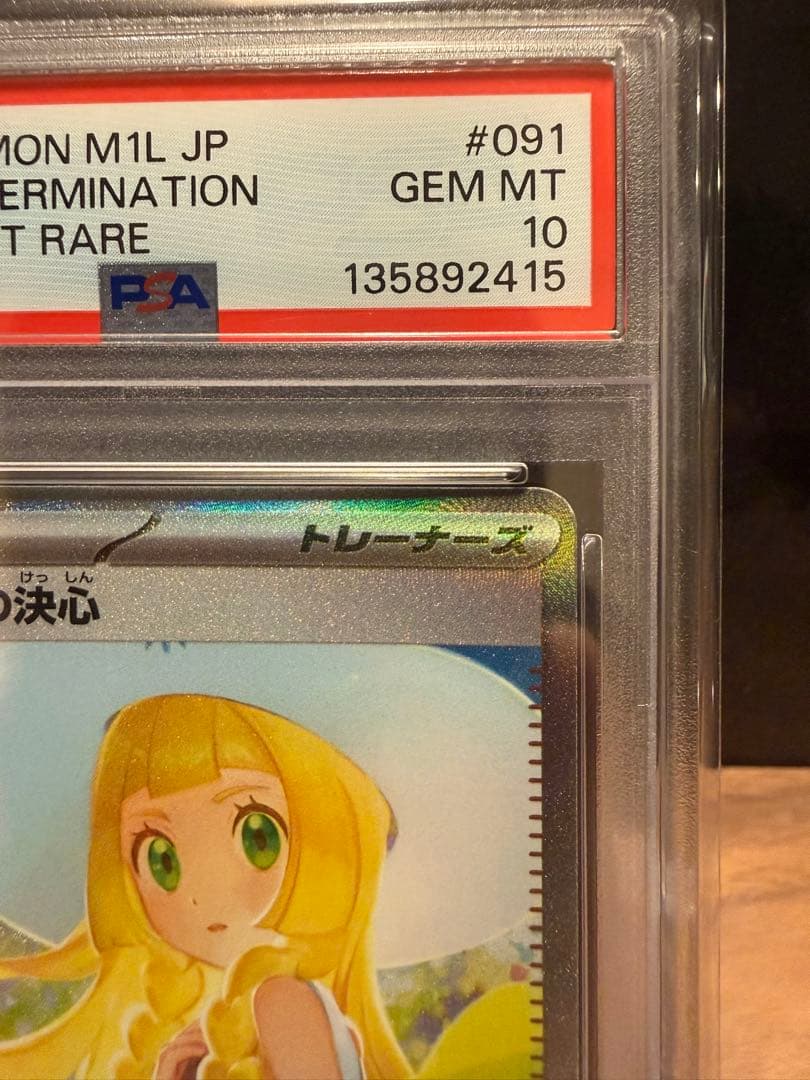 MON M1L JP #091
ERMINATION GEM MT
T RARE 10
PSA 135892415
トレーナーズ
けっ しん
の決心